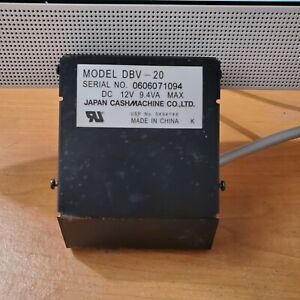 MODEL DBV-20
SERIAL NO. 0606071094
DC 12V 9.4VA MAX
JAPAN CASHMACHINE CO.,LTD.
MADE IN CHINA K